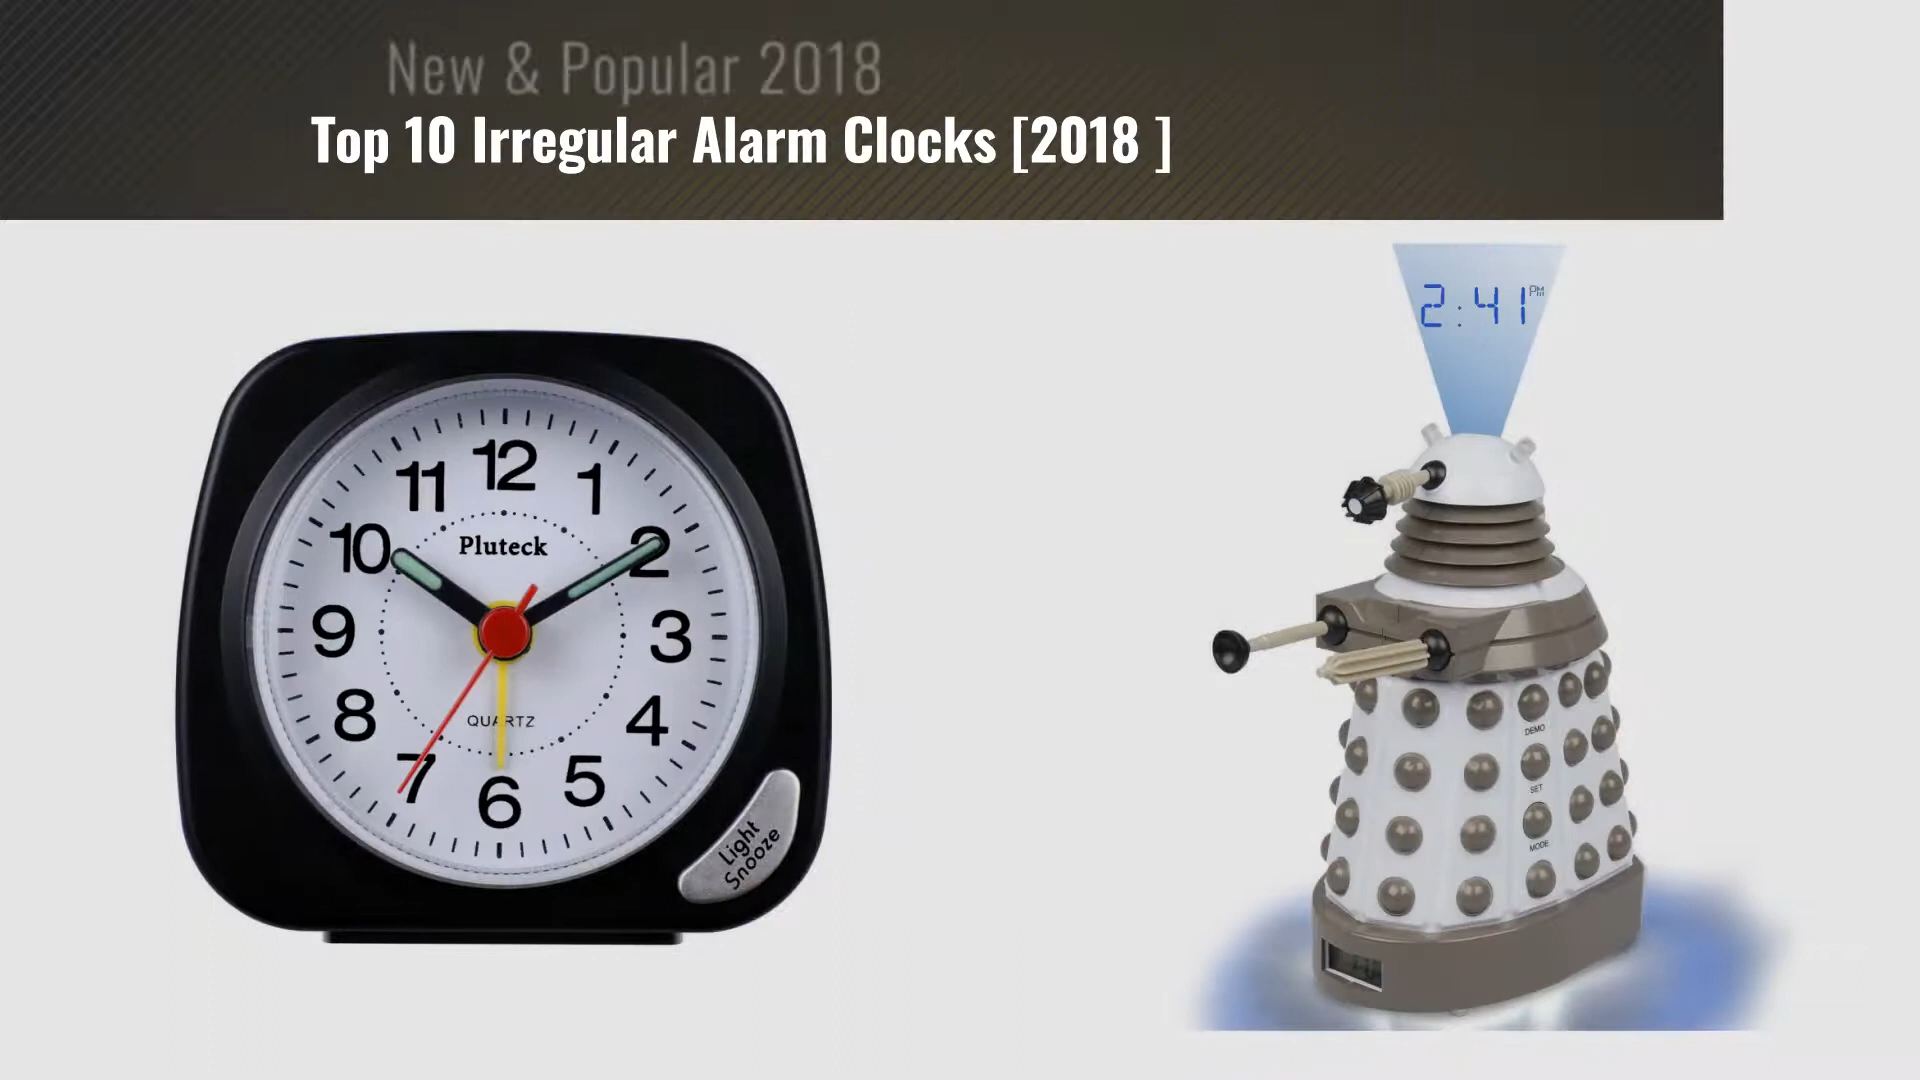 New & Popular 2018
Top 10 Irregular Alarm Clocks [2018 ]
2:41 PM
12
11
1
10
2
Pluteck
9
3
8
4
QUARTZ
7
5
6
Light
Snooze
DEMO
SET
MODE